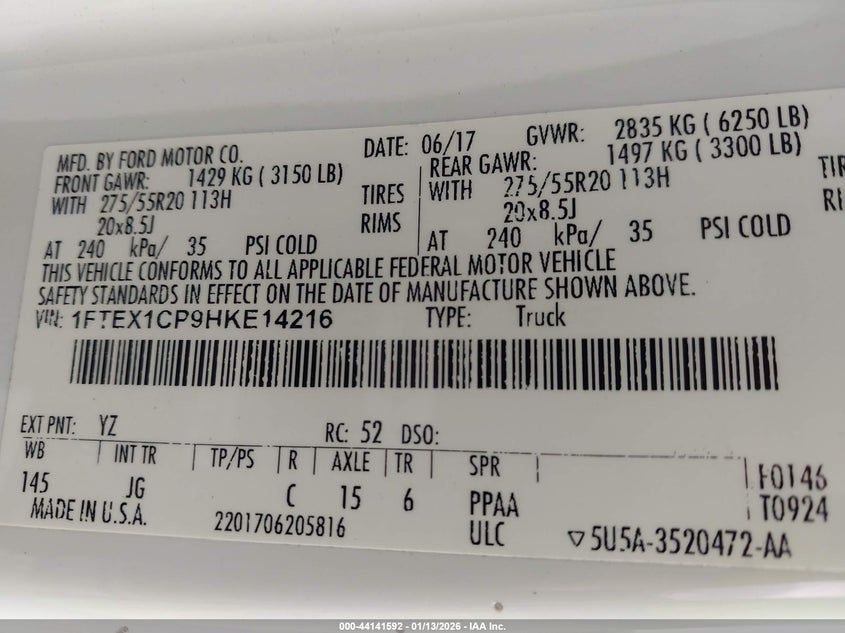 MFD. BY FORD MOTOR CO. DATE: 06/17 GVWR: 2835 KG ( 6250 LB)
FRONT GAWR: 1429 KG ( 3150 LB) REAR GAWR: 1497 KG ( 3300 LB)
WITH 275/55R20 113H TIRES WITH 275/55R20 113H TIR
20x8.5J RIMS 20x8.5J RI
AT 240 kPa/ 35 PSI COLD AT 240 kPa/ 35 PSI COLD
THIS VEHICLE CONFORMS TO ALL APPLICABLE FEDERAL MOTOR VEHICLE
SAFETY STANDARDS IN EFFECT ON THE DATE OF MANUFACTURE SHOWN ABOVE.
VIN: 1FTEX1CP9HKE14216 TYPE: Truck
EXT PNT: YZ RC: 52 DSO:
WB INT TR TP/PS R AXLE TR SPR
145 JG C 15 6 PPAA F0146
MADE IN U.S.A. 2201706205816 ULC T0924
▽5U5A-3520472-AA
000-44141592 - 01/13/2026 - IAA Inc.